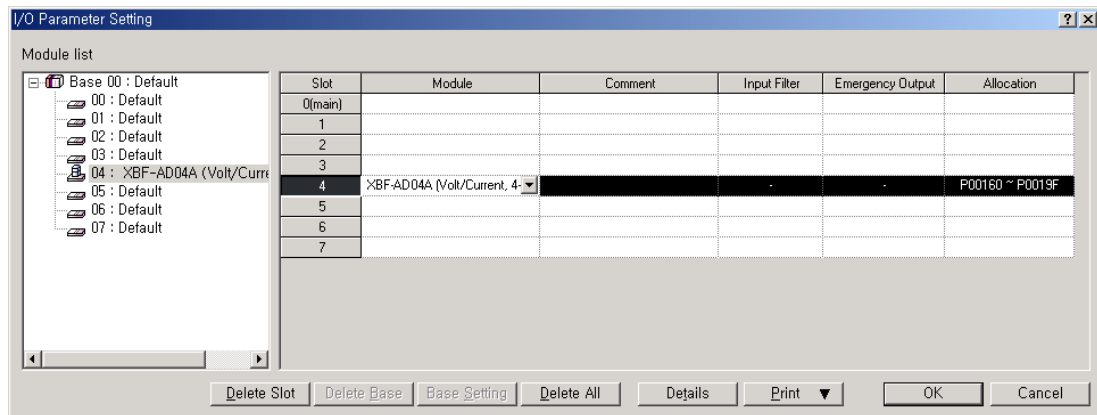 I/O Parameter Setting
Module list
Base 00 : Default
00 : Default
01 : Default
02 : Default
03 : Default
04 : XBF-AD04A (Volt/Curre
05 : Default
06 : Default
07 : Default
Slot Module Comment Input Filter Emergency Output Allocation
0(main)
1
2
3
4 XBF-AD04A (Volt/Current, 4- - - P00160 ~ P0019F
5
6
7
Delete Slot Delete Base Base Setting Delete All Details Print ▼ OK Cancel